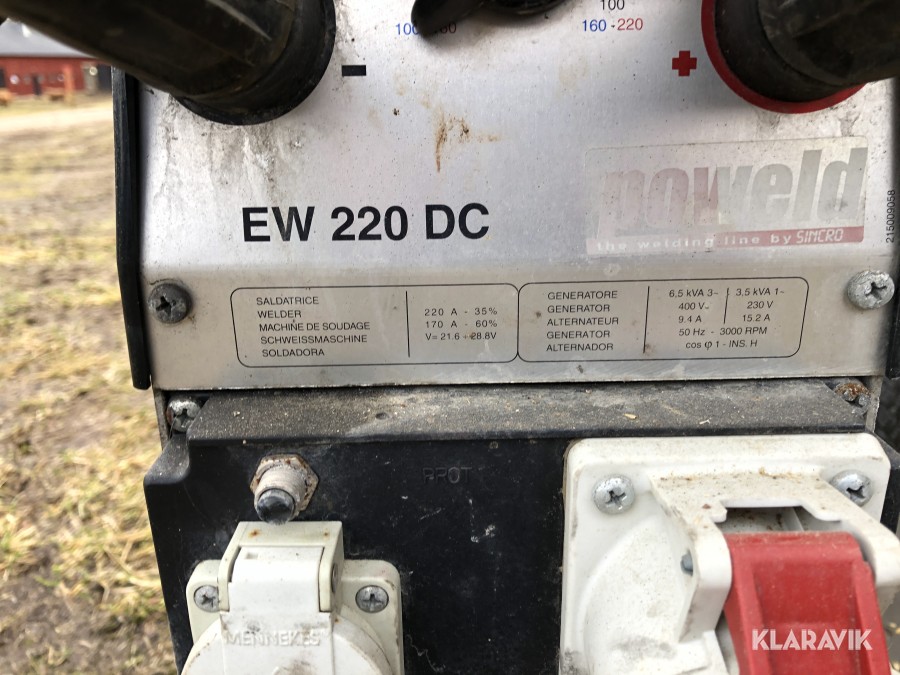 100
160 -220
- +
noweld
the welding line by SINCRO
EW 220 DC
215009058
SALDATRICE
WELDER
MACHINE DE SOUDAGE
SCHWEISSMASCHINE
SOLDADORA
220 A - 35%
170 A - 60%
V= 21.6 ÷28.8V
GENERATORE
GENERATOR
ALTERNATEUR
GENERATOR
ALTERNADOR
6.5 kVA 3~ 3.5 kVA 1~
400 V~ 230 V
9.4 A 15.2 A
50 Hz - 3000 RPM
cos φ 1 - INS. H
PROT
MENNEKES
KLARAVIK